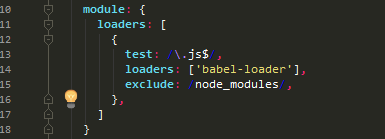 10 module: {
11 loaders: [
12 {
13 test: /\.js$/,
14 loaders: ['babel-loader'],
15 exclude: /node_modules/,
16 },
17 ]
18 }